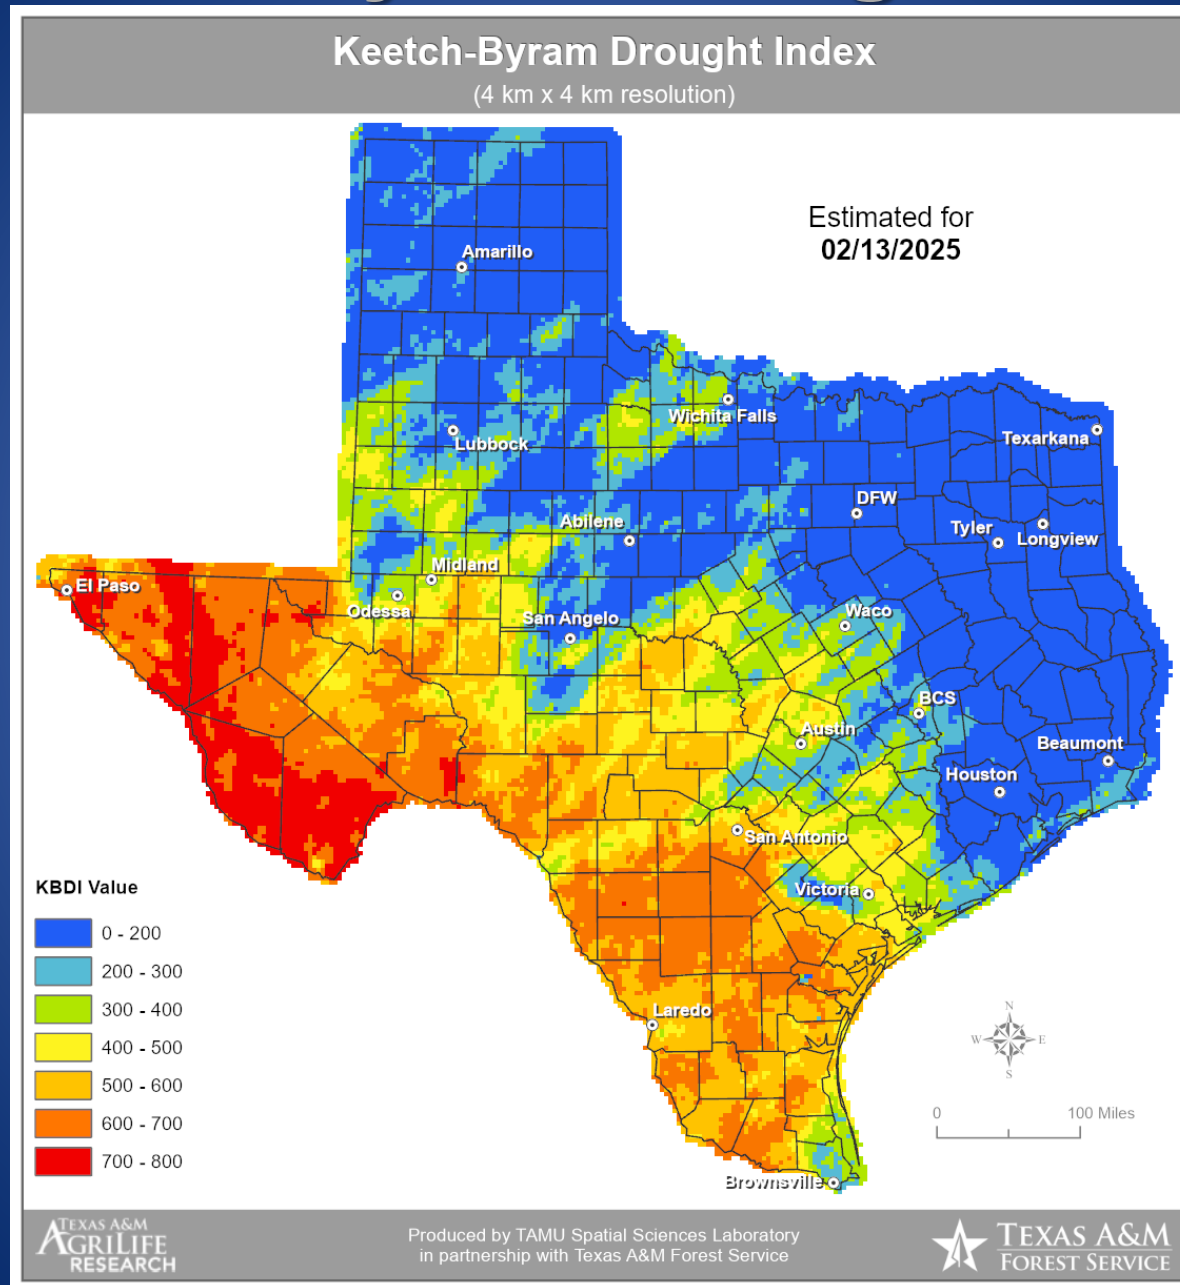 Keetch-Byram Drought Index
(4 km x 4 km resolution)
Estimated for
02/13/2025
Amarillo
Wichita Falls
Lubbock
Texarkana
DFW
Abilene
Tyler
Longview
Midland
El Paso
Odessa
San Angelo
Waco
BCS
Austin
Beaumont
Houston
San Antonio
Victoria
Laredo
Brownsville
KBDI Value
0 - 200
200 - 300
300 - 400
400 - 500
500 - 600
600 - 700
700 - 800
N
W E
S
0 100 Miles
TEXAS A&M
AGRILIFE
RESEARCH
Produced by TAMU Spatial Sciences Laboratory
in partnership with Texas A&M Forest Service
TEXAS A&M
FOREST SERVICE